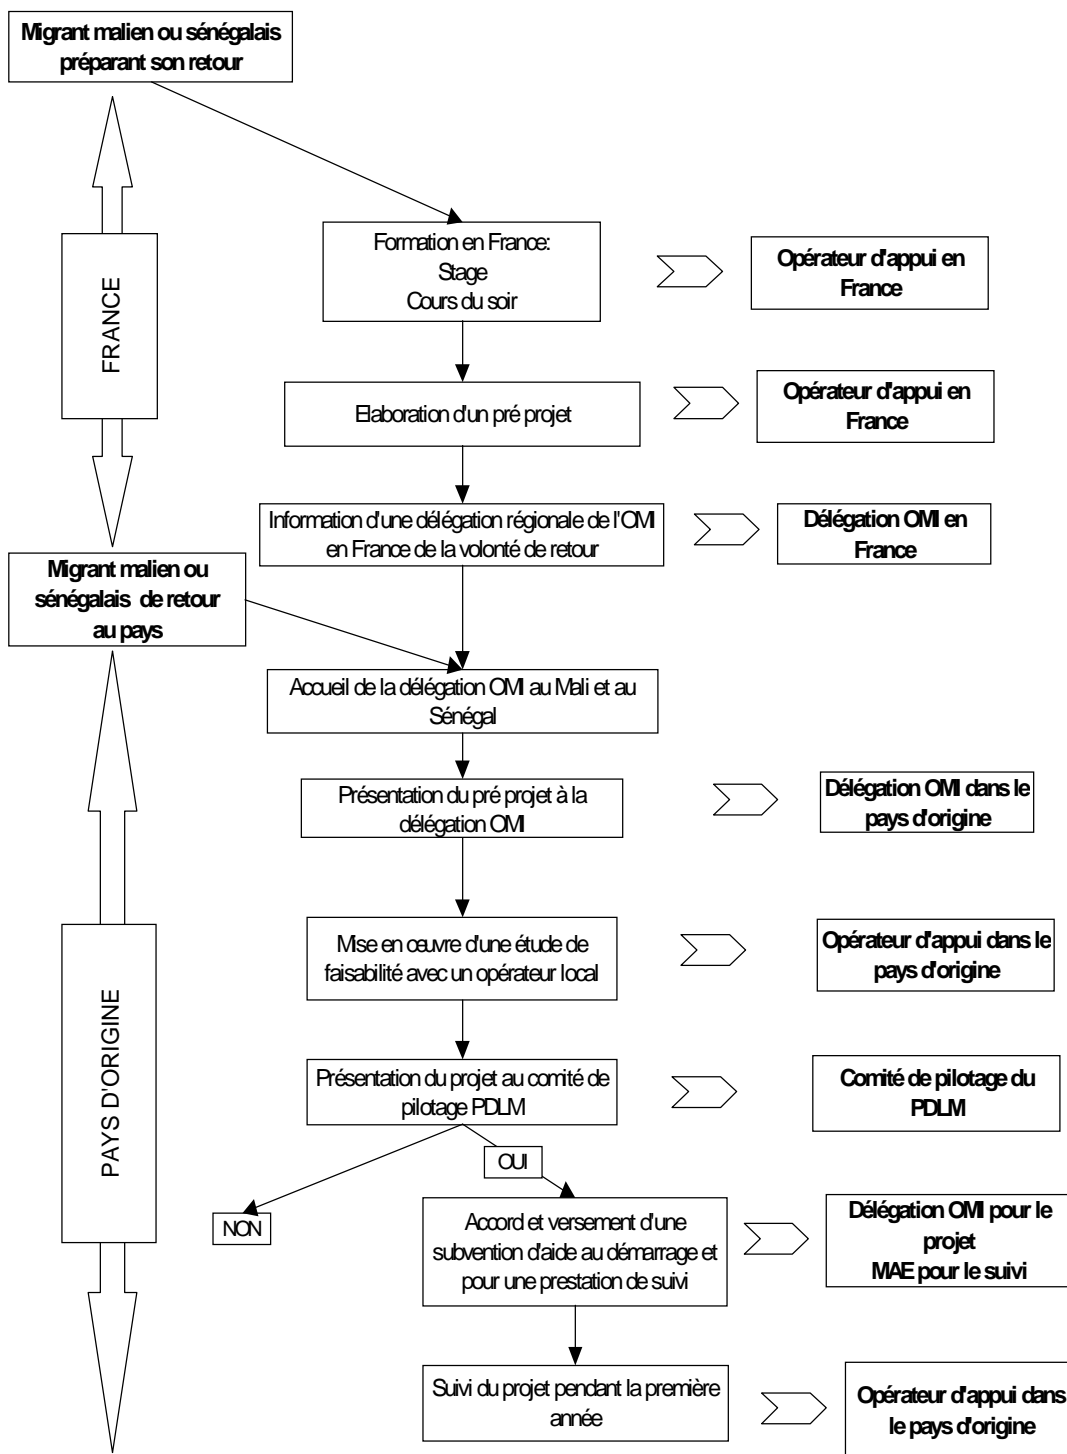 Migrant malien ou sénégalais
préparant son retour
FRANCE
Formation en France:
Stage
Cours du soir
Opérateur d'appui en
France
Elaboration d'un pré projet
Opérateur d'appui en
France
Information d'une délégation régionale de l'OMI
en France de la volonté de retour
Délégation OMI en
France
Migrant malien ou
sénégalais de retour
au pays
Accueil de la délégation OMI au Mali et au
Sénégal
PAYS D'ORIGINE
Présentation du pré projet à la
délégation OMI
Délégation OMI dans le
pays d'origine
Mise en œuvre d'une étude de
faisabilité avec un opérateur local
Opérateur d'appui dans le
pays d'origine
Présentation du projet au comité de
pilotage PDLM
Comité de pilotage du
PDLM
OUI
NON
Accord et versement d'une
subvention d'aide au démarrage et
pour une prestation de suivi
Délégation OMI pour le
projet
MAE pour le suivi
Suivi du projet pendant la première
année
Opérateur d'appui dans
le pays d'origine